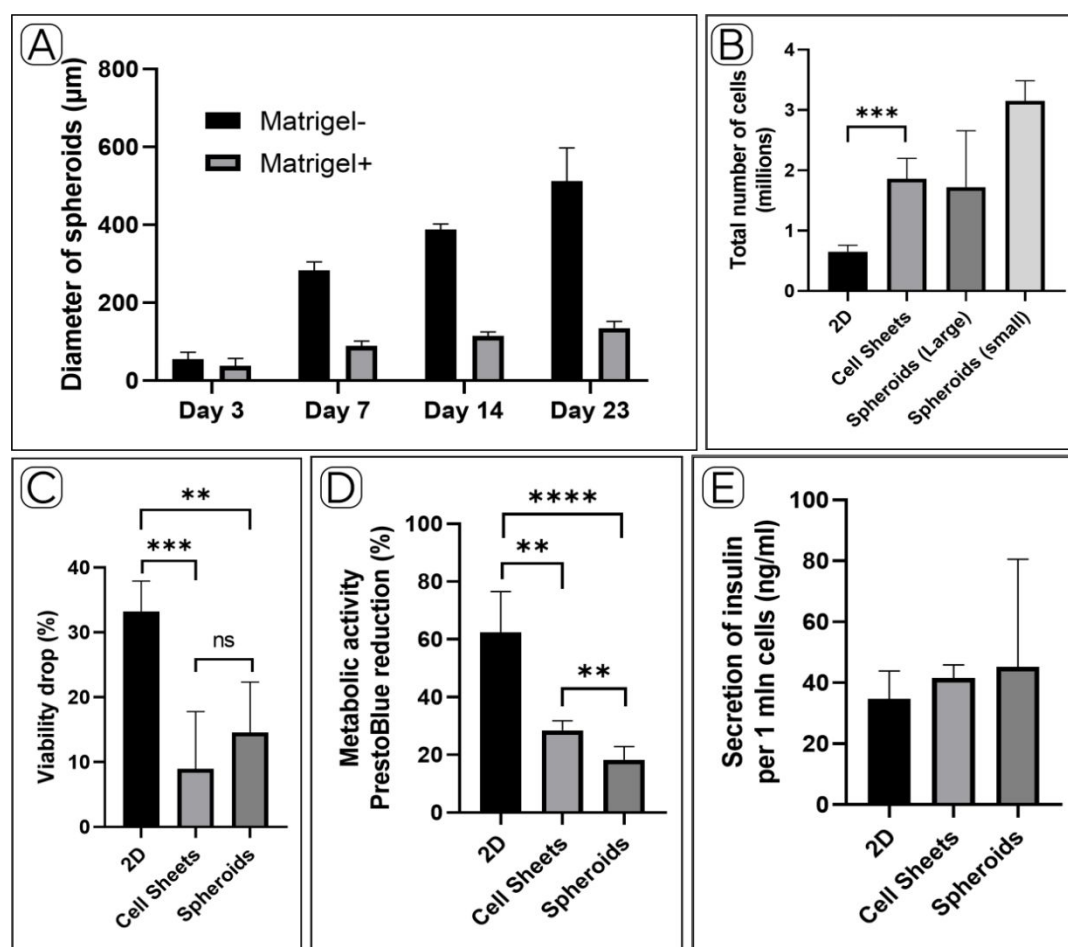 A
Diameter of spheroids (µm)
800
600
400
200
0
Matrigel-
Matrigel+
Day 3 Day 7 Day 14 Day 23
B
Total number of cells
(millions)
4
3
2
1
0
***
2D
Cell Sheets
Spheroids (Large)
Spheroids (small)
C
Viability drop (%)
40
30
20
10
0
**
***
ns
2D
Cell Sheets
Spheroids
D
Metabolic activity
PrestoBlue reduction (%)
100
80
60
40
20
0
****
**
**
2D
Cell Sheets
Spheroids
E
Secretion of insulin
per 1 mln cells (ng/ml)
100
80
60
40
20
0
2D
Cell Sheets
Spheroids